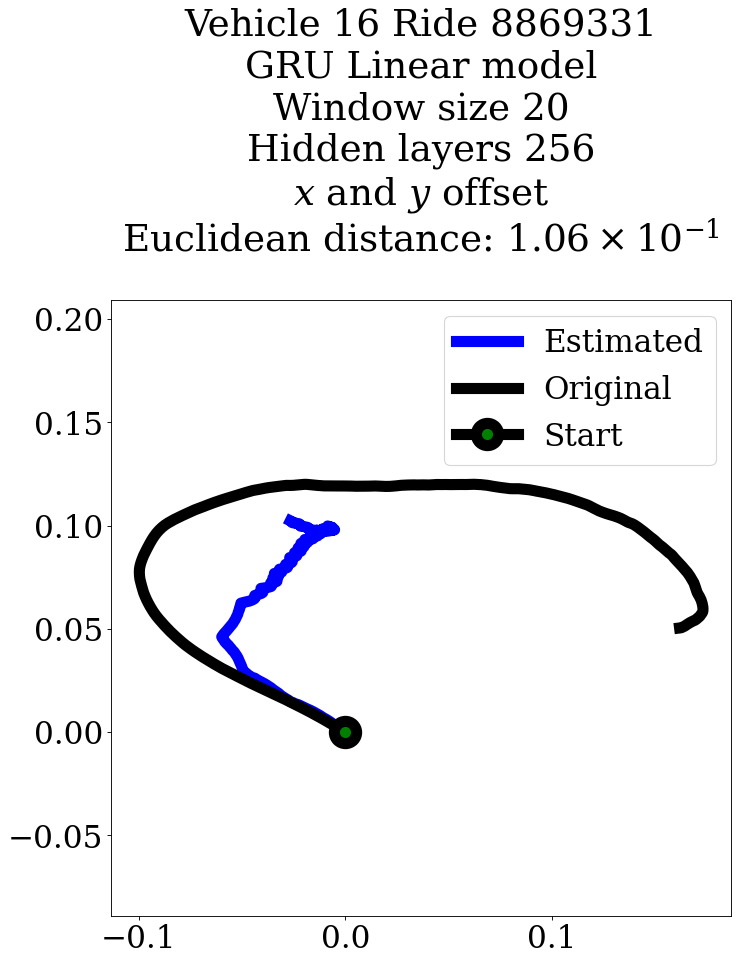 Vehicle 16 Ride 8869331
GRU Linear model
Window size 20
Hidden layers 256
x and y offset
Euclidean distance: 1.06 × 10⁻¹
Estimated
Original
Start
0.20
0.15
0.10
0.05
0.00
−0.05
−0.1 0.0 0.1